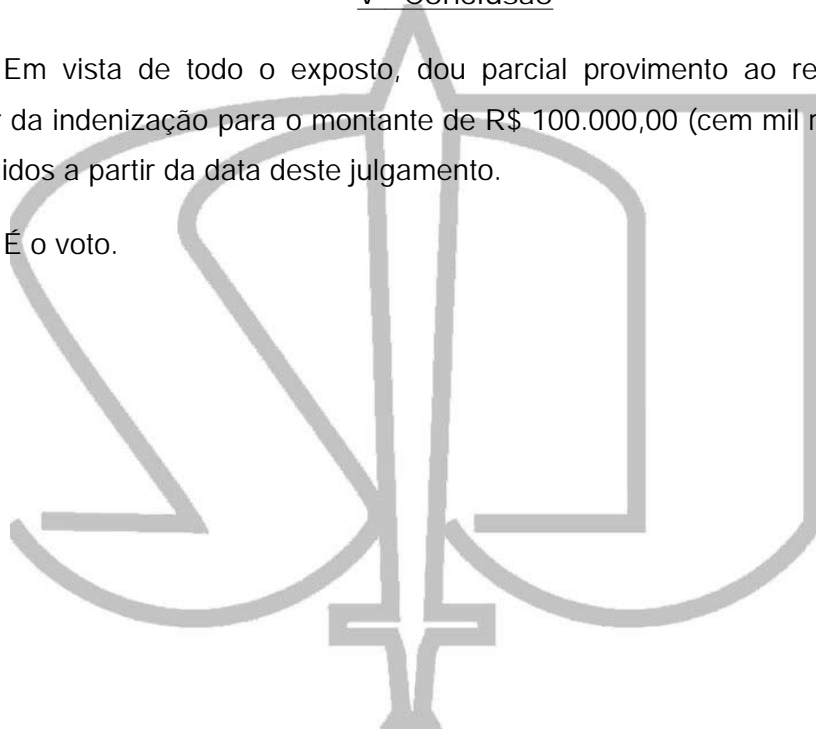 V - Conclusão
Em vista de todo o exposto, dou parcial provimento ao re
da indenização para o montante de R$ 100.000,00 (cem mil
idos a partir da data deste julgamento.
É o voto.